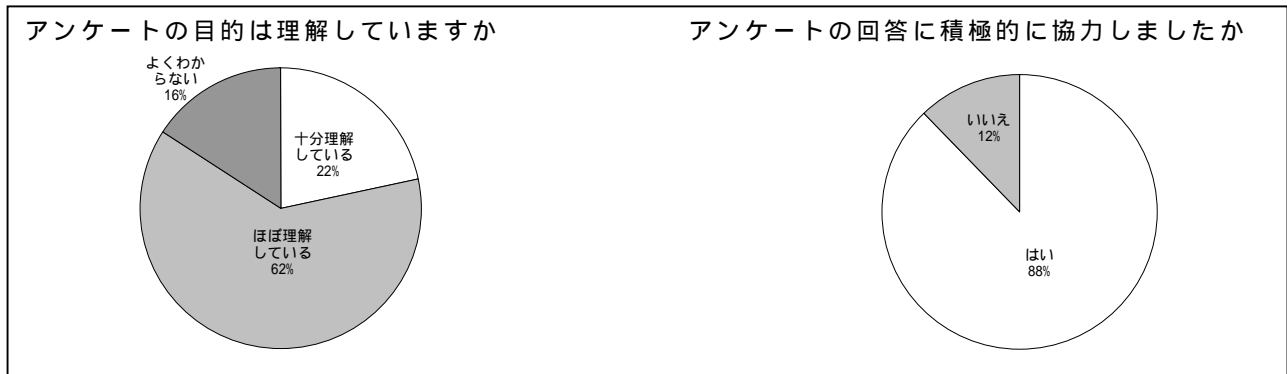 アンケートの目的は理解していますか
よくわか
らない
16%
十分理解
している
22%
ほぼ理解
している
62%
アンケートの回答に積極的に協力しましたか
いいえ
12%
はい
88%